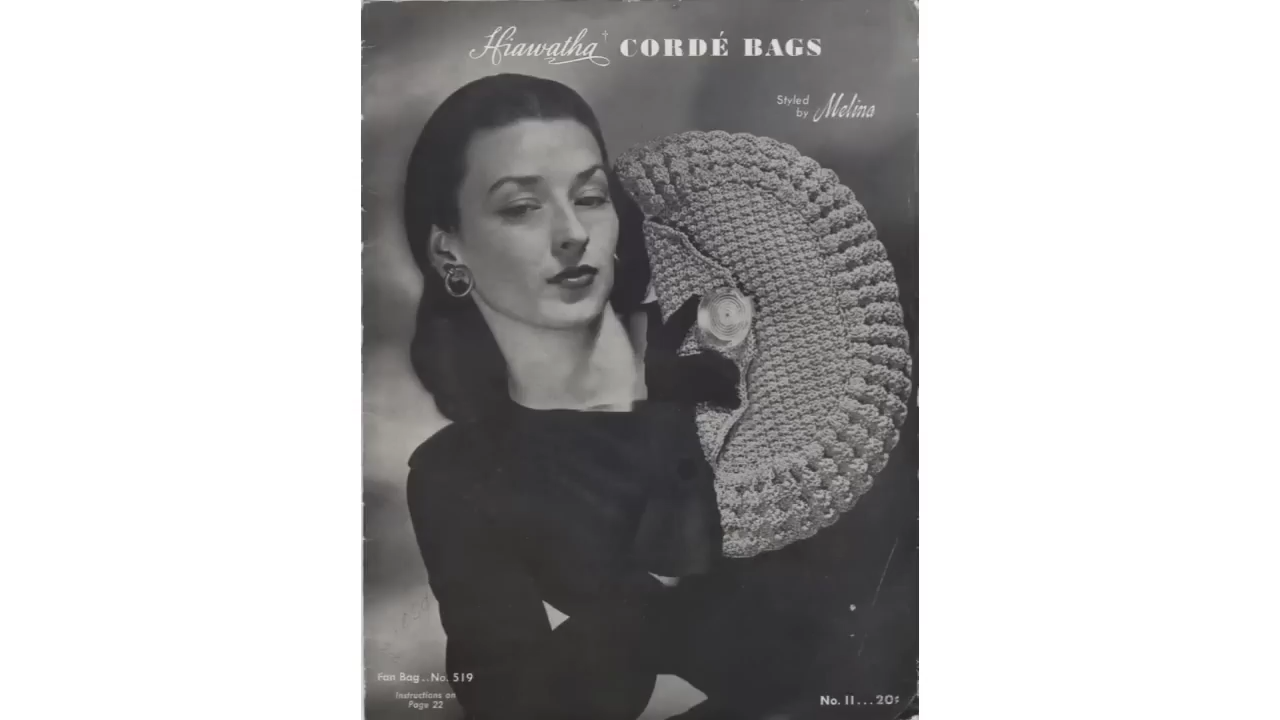 Hiawatha† CORDÉ BAGS
Styled
by Melina
Fan Bag..No. 519
Instructions on
Page 22
No. 11...20¢